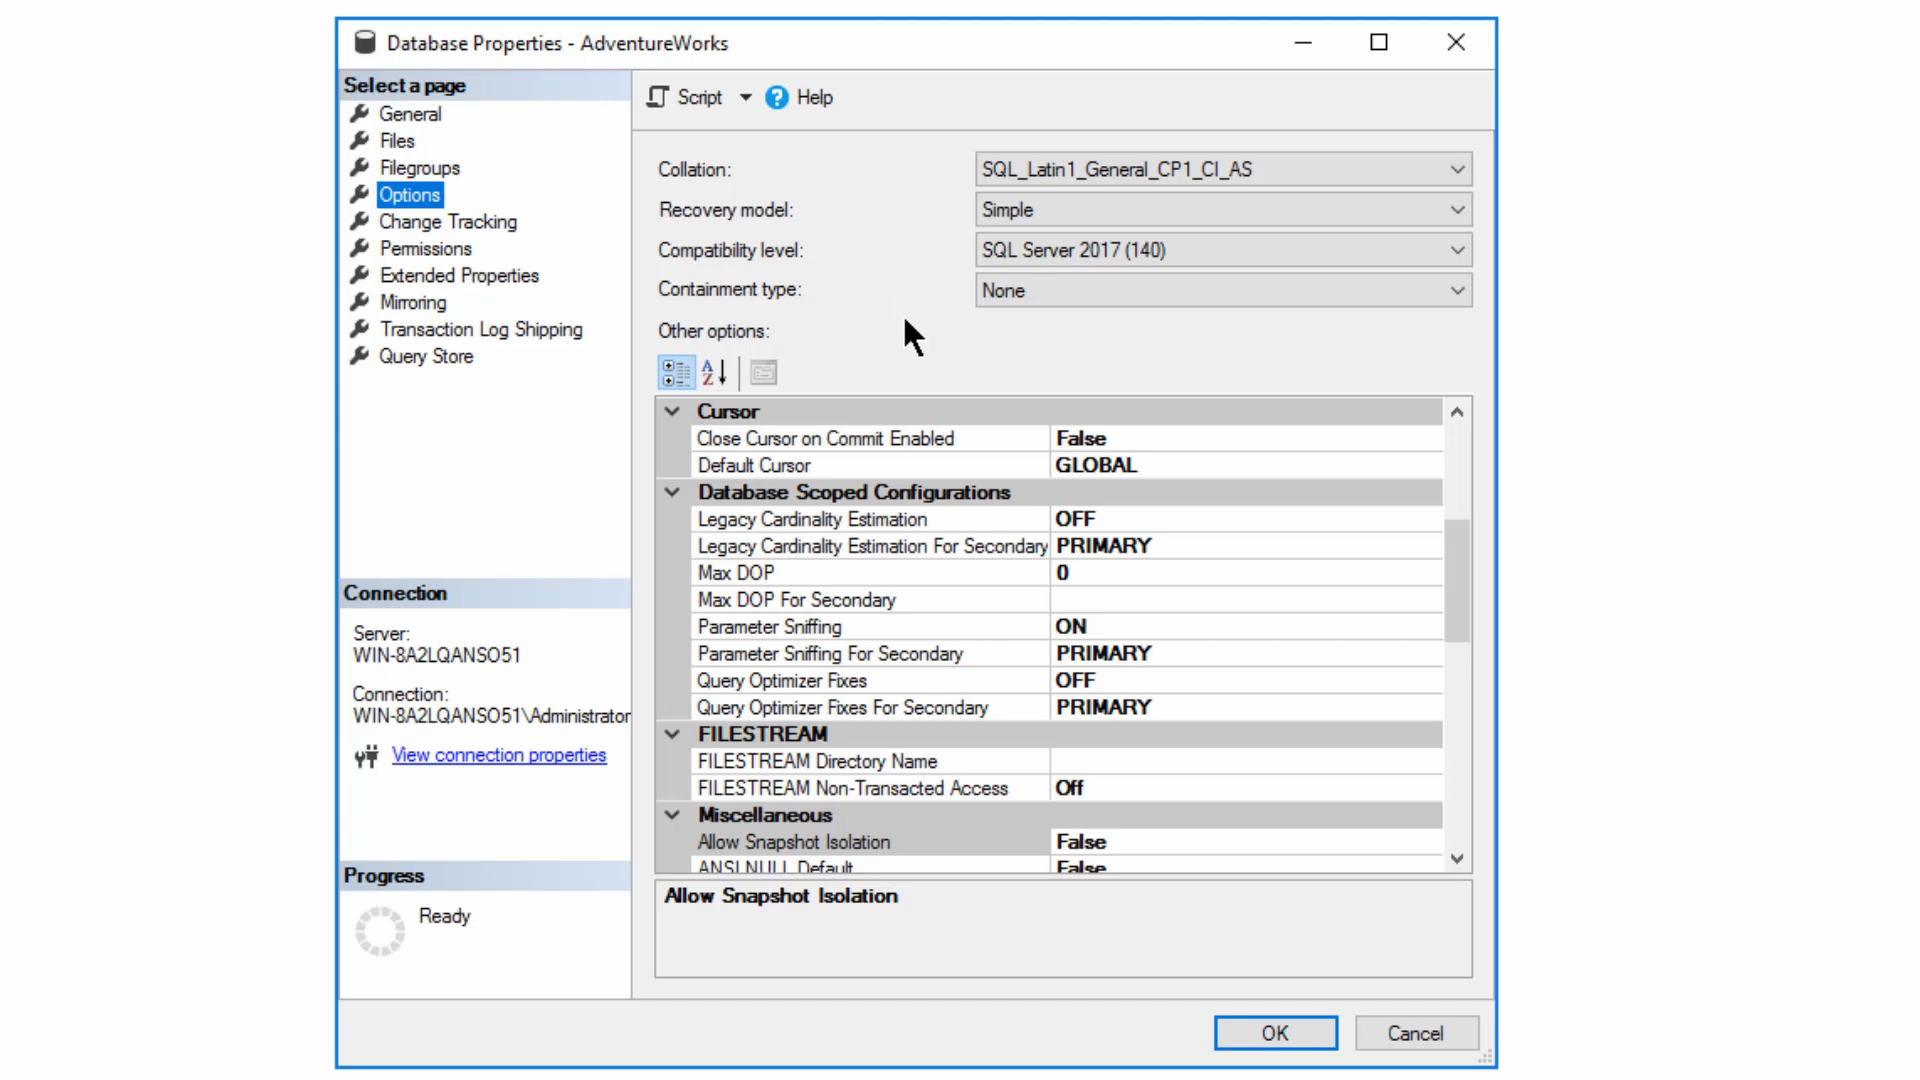 Database Properties - AdventureWorks
Select a page
General
Files
Filegroups
Options
Change Tracking
Permissions
Extended Properties
Mirroring
Transaction Log Shipping
Query Store
Connection
Server:
WIN-8A2LQANSO51
Connection:
WIN-8A2LQANSO51\Administrator
View connection properties
Progress
Ready
Script
Help
Collation: SQL_Latin1_General_CP1_CI_AS
Recovery model: Simple
Compatibility level: SQL Server 2017 (140)
Containment type: None
Other options:
Cursor
Close Cursor on Commit Enabled False
Default Cursor GLOBAL
Database Scoped Configurations
Legacy Cardinality Estimation OFF
Legacy Cardinality Estimation For Secondary PRIMARY
Max DOP 0
Max DOP For Secondary
Parameter Sniffing ON
Parameter Sniffing For Secondary PRIMARY
Query Optimizer Fixes OFF
Query Optimizer Fixes For Secondary PRIMARY
FILESTREAM
FILESTREAM Directory Name
FILESTREAM Non-Transacted Access Off
Miscellaneous
Allow Snapshot Isolation False
ANSI NULL Default False
Allow Snapshot Isolation
OK
Cancel